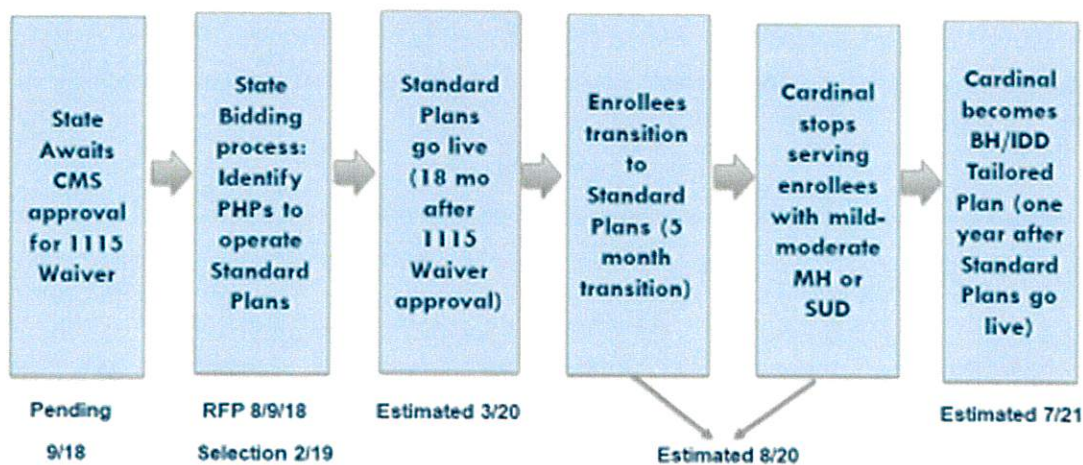 State
Awaits
CMS
approval
for 1115
Waiver
State
Bidding
process:
Identify
PHPs to
operate
Standard
Plans
Standard
Plans
go live
(18 mo
after
1115
Waiver
approval)
Enrollees
transition
to
Standard
Plans (5
month
transition)
Cardinal
stops
serving
enrollees
with mild-
moderate
MH or
SUD
Cardinal
becomes
BH/IDD
Tailored
Plan (one
year after
Standard
Plans go
live)
Pending
9/18
RFP 8/9/18
Selection 2/19
Estimated 3/20
Estimated 8/20
Estimated 7/21